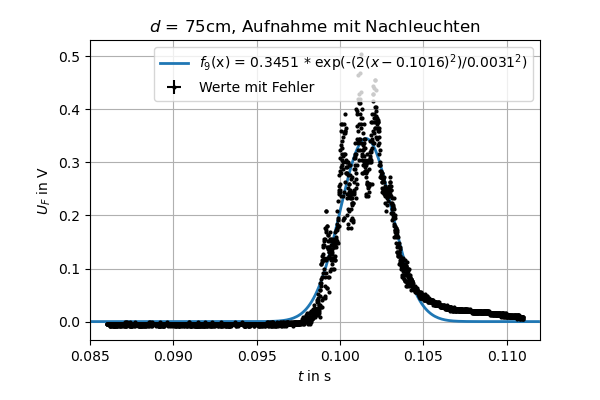 d = 75cm, Aufnahme mit Nachleuchten
f₉(x) = 0.3451 * exp(-(2(x − 0.1016)²)/0.0031²)
Werte mit Fehler
U_F in V
0.5
0.4
0.3
0.2
0.1
0.0
0.085 0.090 0.095 0.100 0.105 0.110
t in s